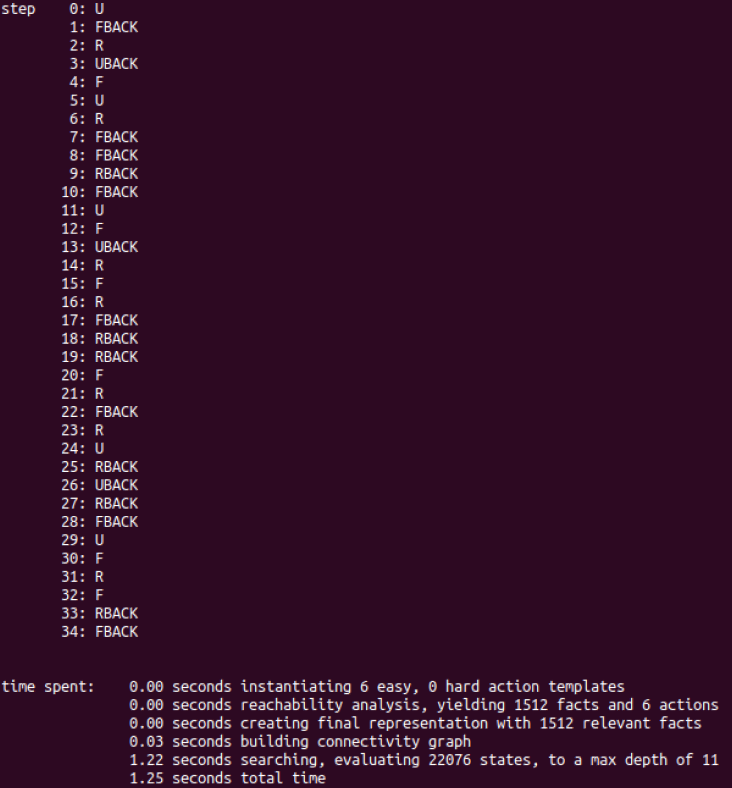 step    0: U
        1: FBACK
        2: R
        3: UBACK
        4: F
        5: U
        6: R
        7: FBACK
        8: FBACK
        9: RBACK
       10: FBACK
       11: U
       12: F
       13: UBACK
       14: R
       15: F
       16: R
       17: FBACK
       18: RBACK
       19: RBACK
       20: F
       21: R
       22: FBACK
       23: R
       24: U
       25: RBACK
       26: UBACK
       27: RBACK
       28: FBACK
       29: U
       30: F
       31: R
       32: F
       33: RBACK
       34: FBACK
time spent:    0.00 seconds instantiating 6 easy, 0 hard action templates
               0.00 seconds reachability analysis, yielding 1512 facts and 6 actions
               0.00 seconds creating final representation with 1512 relevant facts
               0.03 seconds building connectivity graph
               1.22 seconds searching, evaluating 22076 states, to a max depth of 11
               1.25 seconds total time